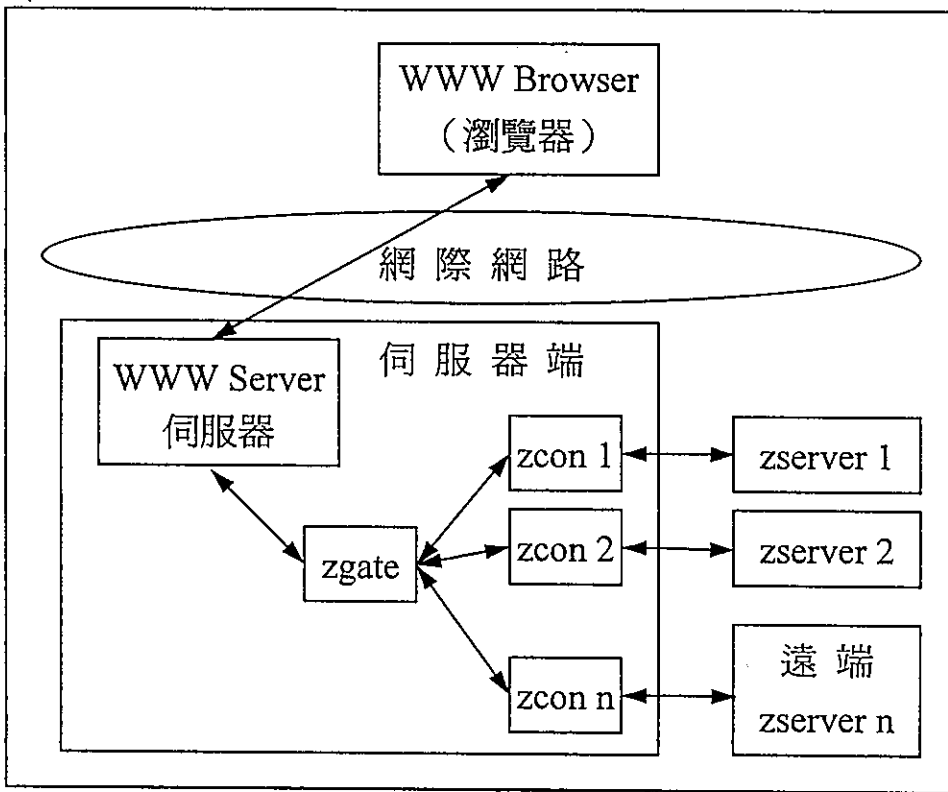 WWW Browser
（瀏覽器）
網際網路
伺服器端
WWW Server
伺服器
zcon 1
zserver 1
zcon 2
zserver 2
zgate
遠端
zcon n
zserver n